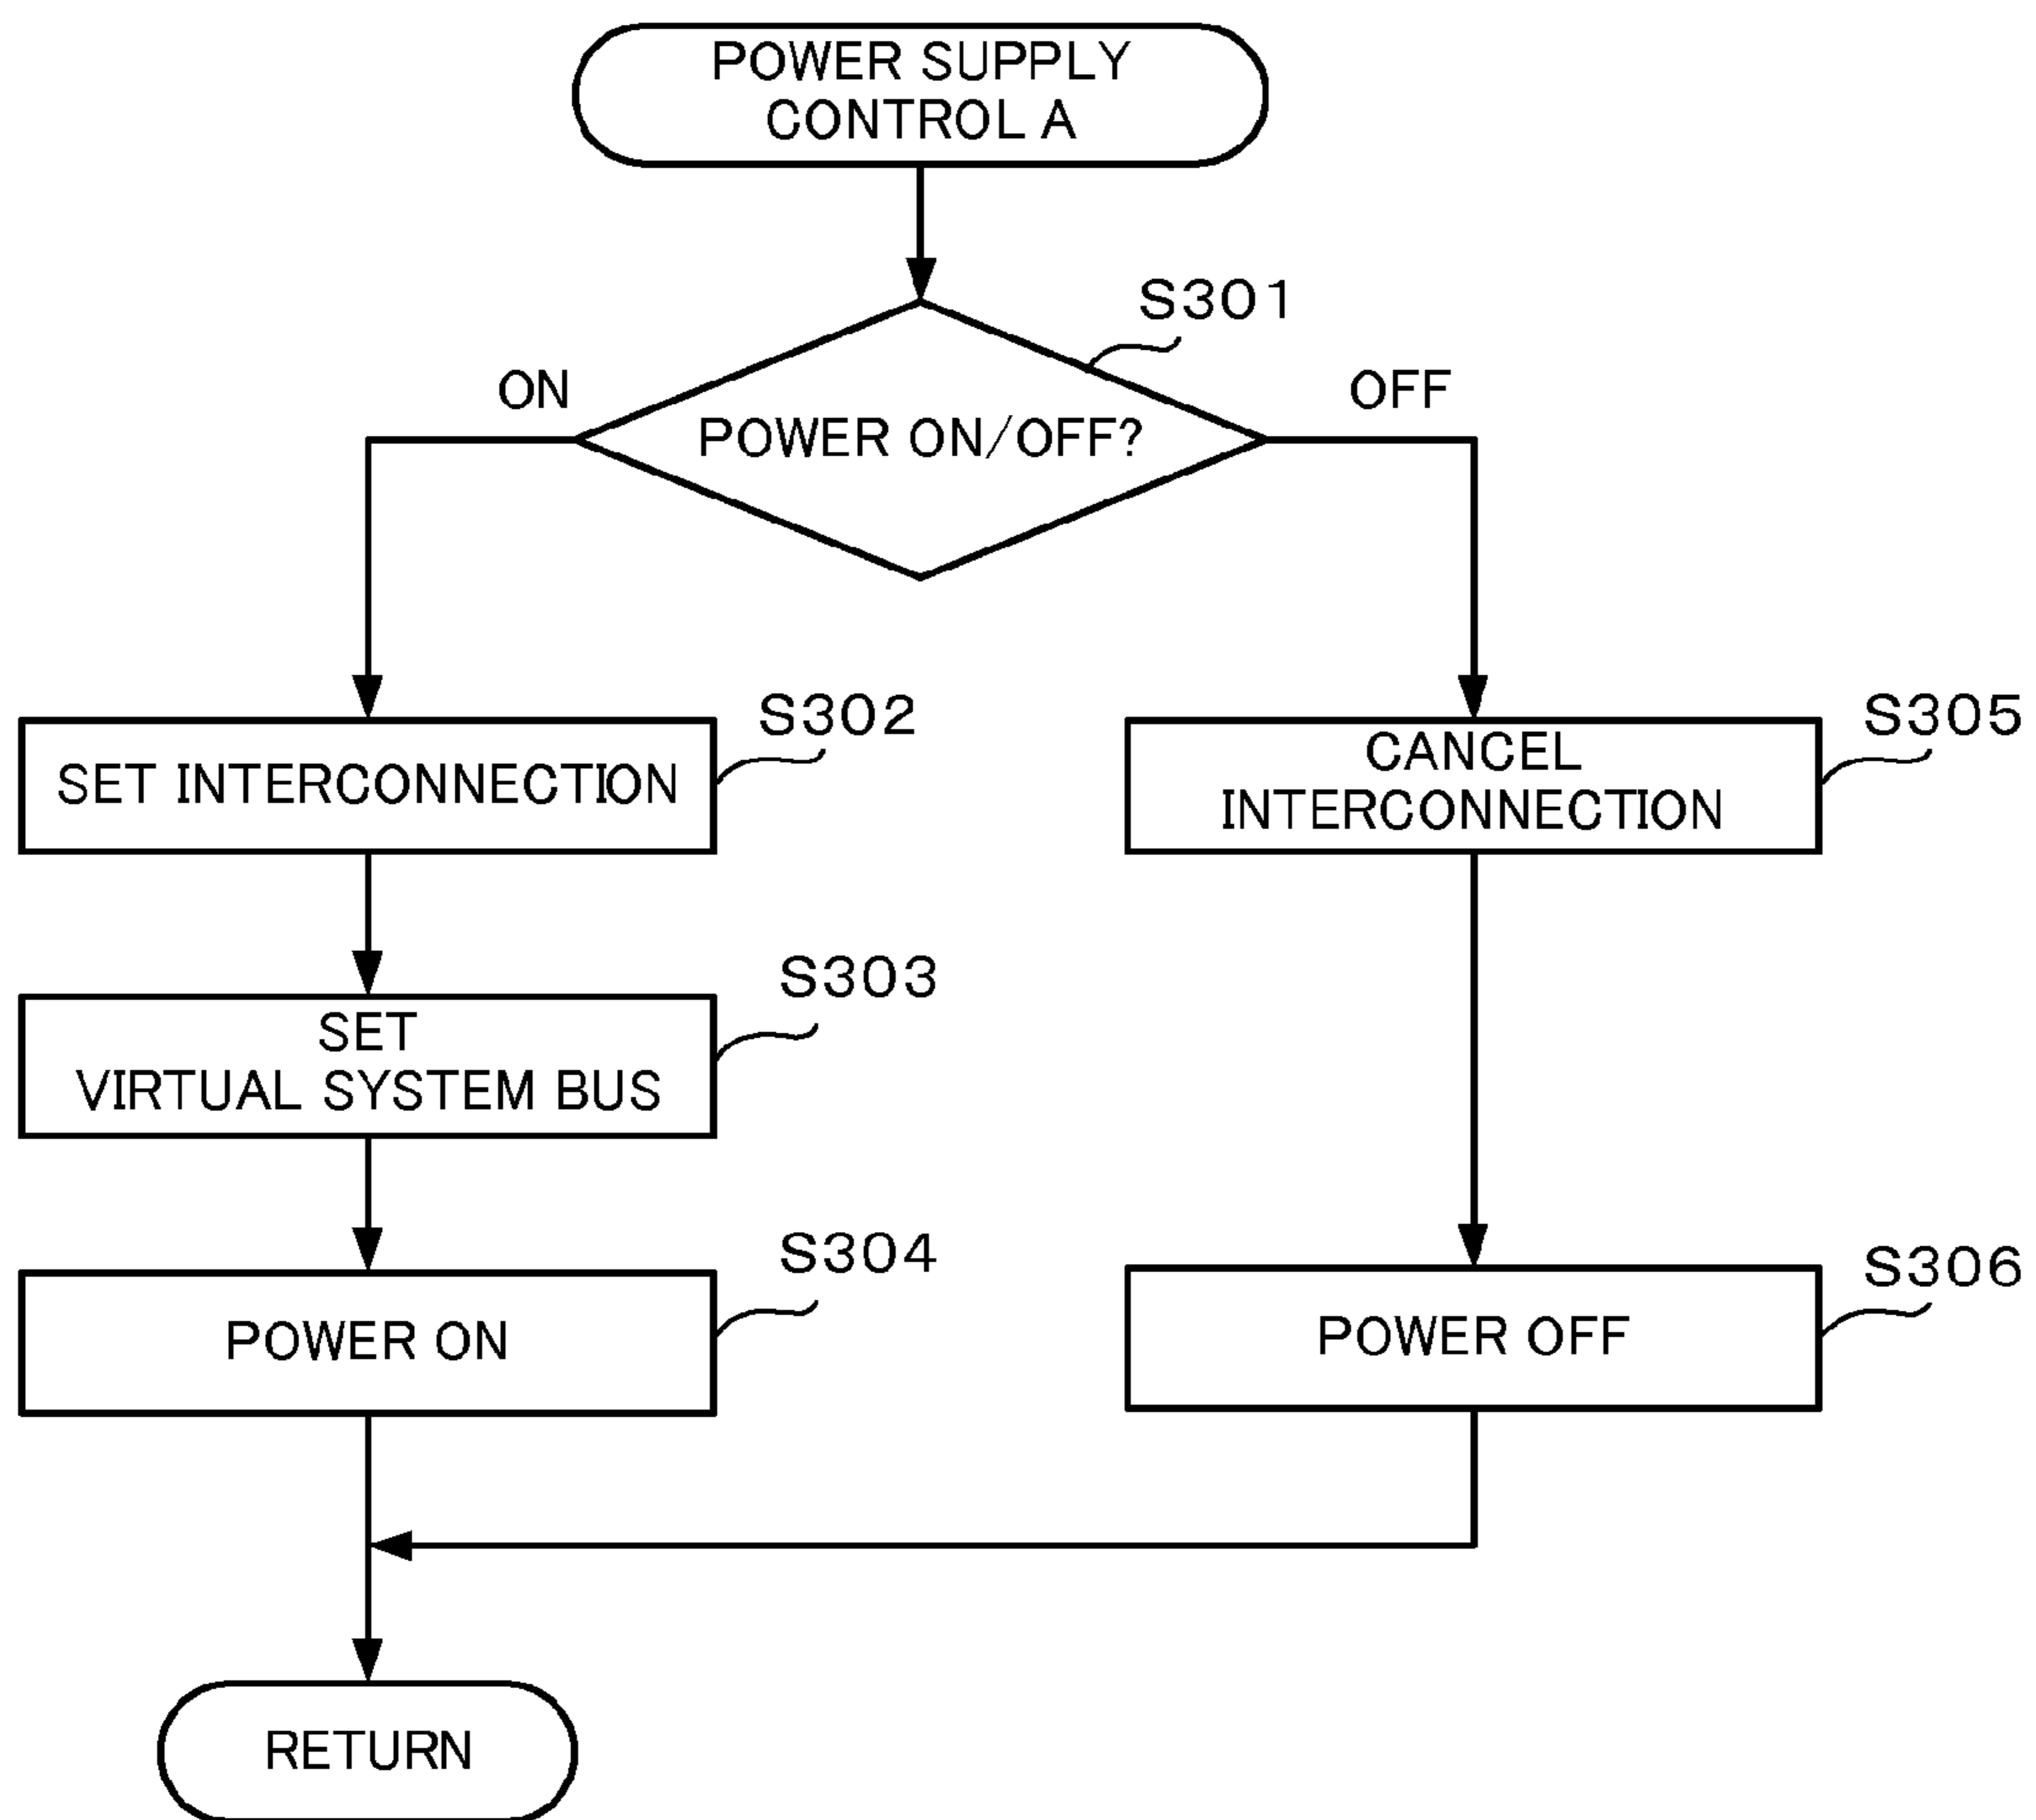 POWER SUPPLY
CONTROL A
S301
ON
OFF
POWER ON/OFF?
S302
SET INTERCONNECTION
S305
CANCEL
INTERCONNECTION
S303
SET
VIRTUAL SYSTEM BUS
S304
POWER ON
S306
POWER OFF
RETURN